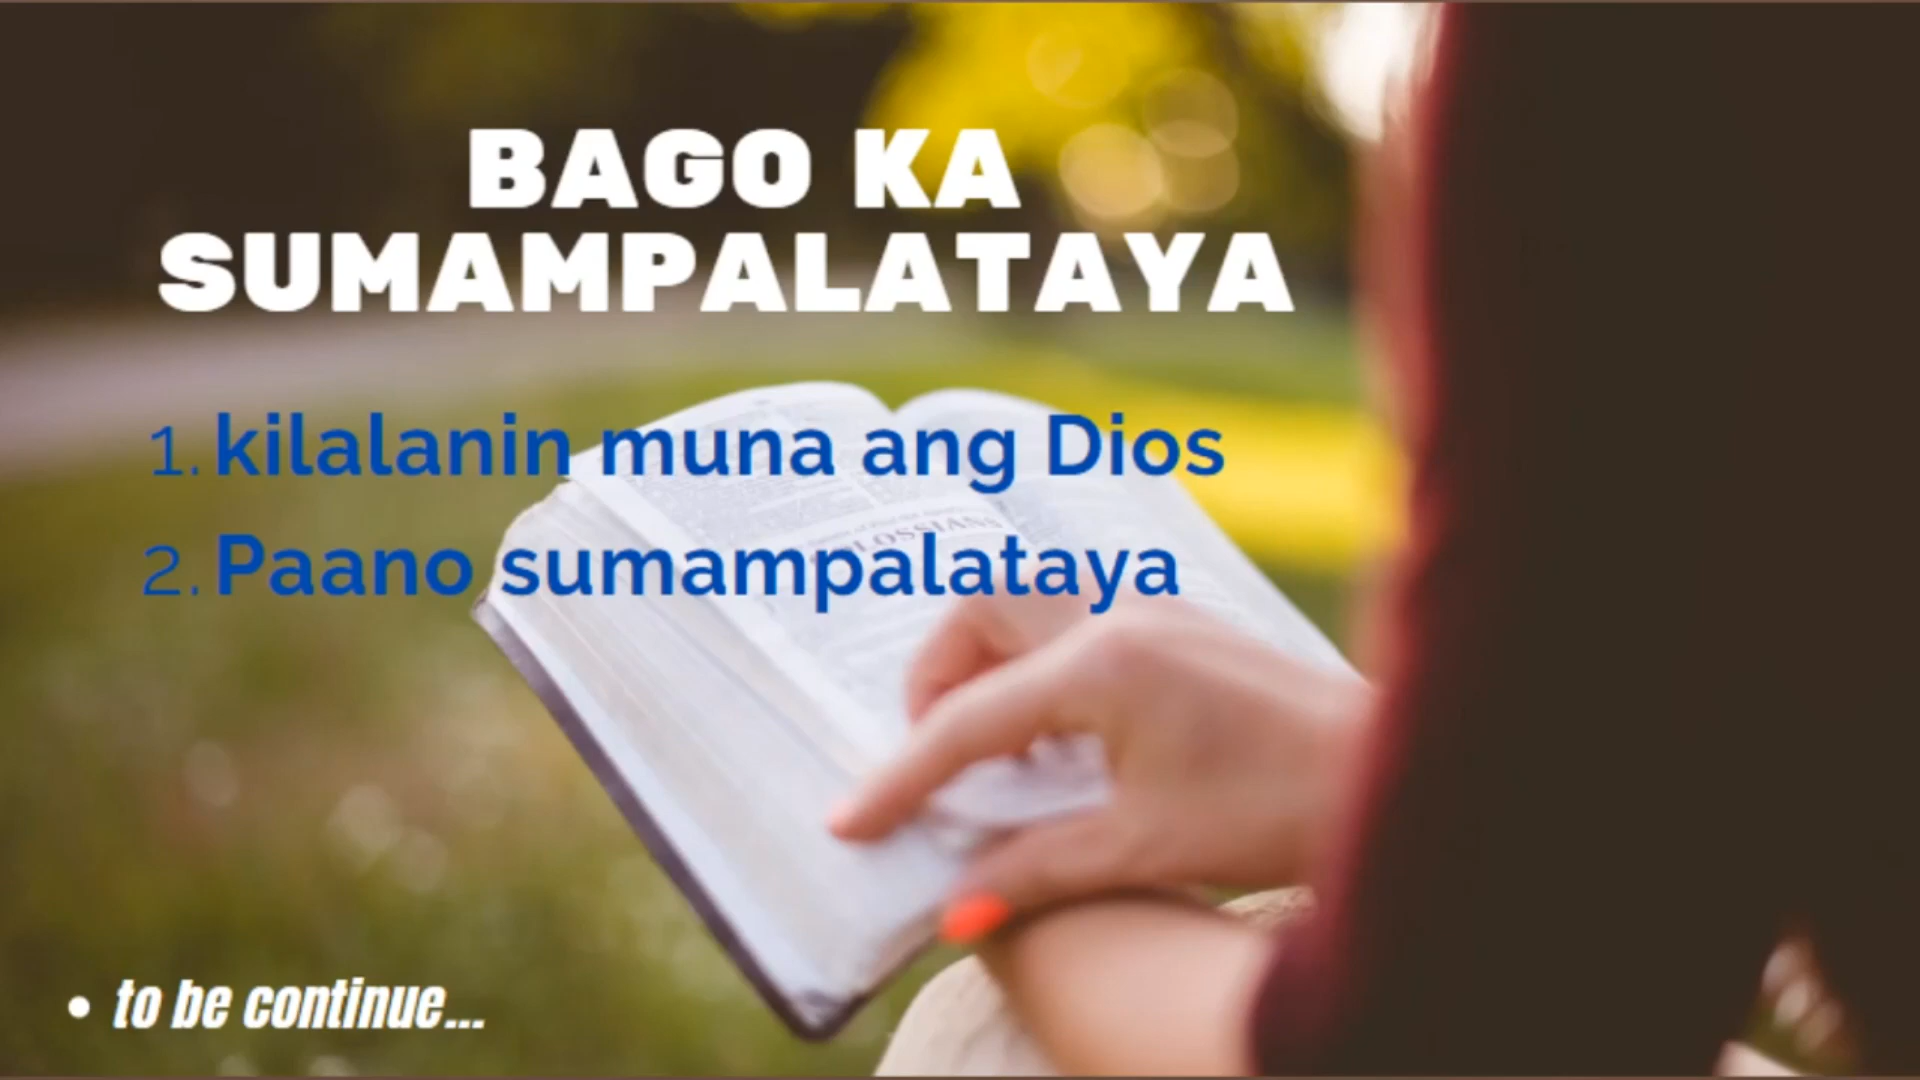 BAGO KA
SUMAMPALATAYA
1. kilalanin muna ang Dios
2. Paano sumampalataya
• to be continue...